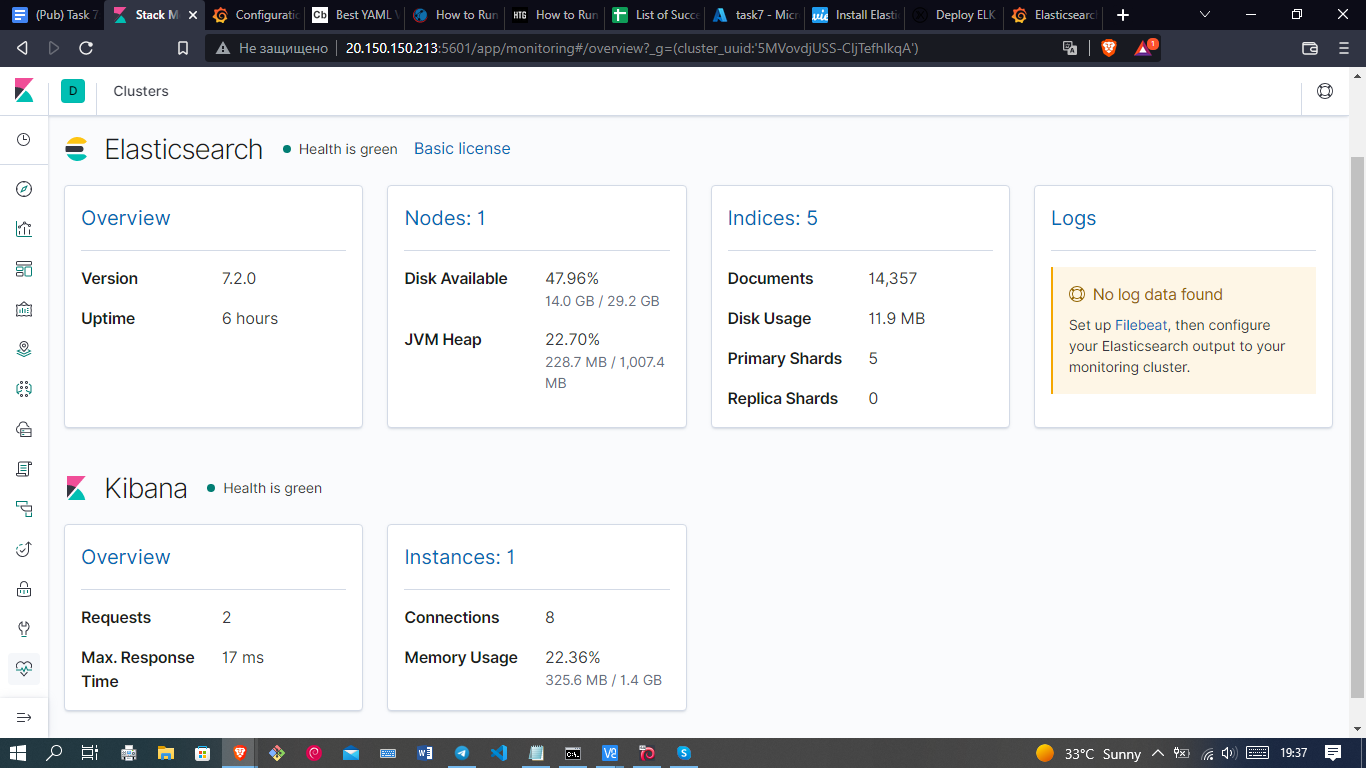 (Pub) Task 7
Stack M
Configuratio
Cb
Best YAML V
How to Run
HTG
How to Run
List of Succe
task7 - Micr
vic
Install Elasti
Deploy ELK
Elasticsearch
Не защищено
20.150.150.213:5601/app/monitoring#/overview?_g=(cluster_uuid:'5MVovdjUSS-CIjTefhIkqA')
1
D
Clusters
Elasticsearch
Health is green
Basic license
Overview
Version 7.2.0
Uptime 6 hours
Nodes: 1
Disk Available 47.96%
14.0 GB / 29.2 GB
JVM Heap 22.70%
228.7 MB / 1,007.4
MB
Indices: 5
Documents 14,357
Disk Usage 11.9 MB
Primary Shards 5
Replica Shards 0
Logs
No log data found
Set up Filebeat, then configure
your Elasticsearch output to your
monitoring cluster.
Kibana
Health is green
Overview
Requests 2
Max. Response 17 ms
Time
Instances: 1
Connections 8
Memory Usage 22.36%
325.6 MB / 1.4 GB
33°C Sunny
19:37